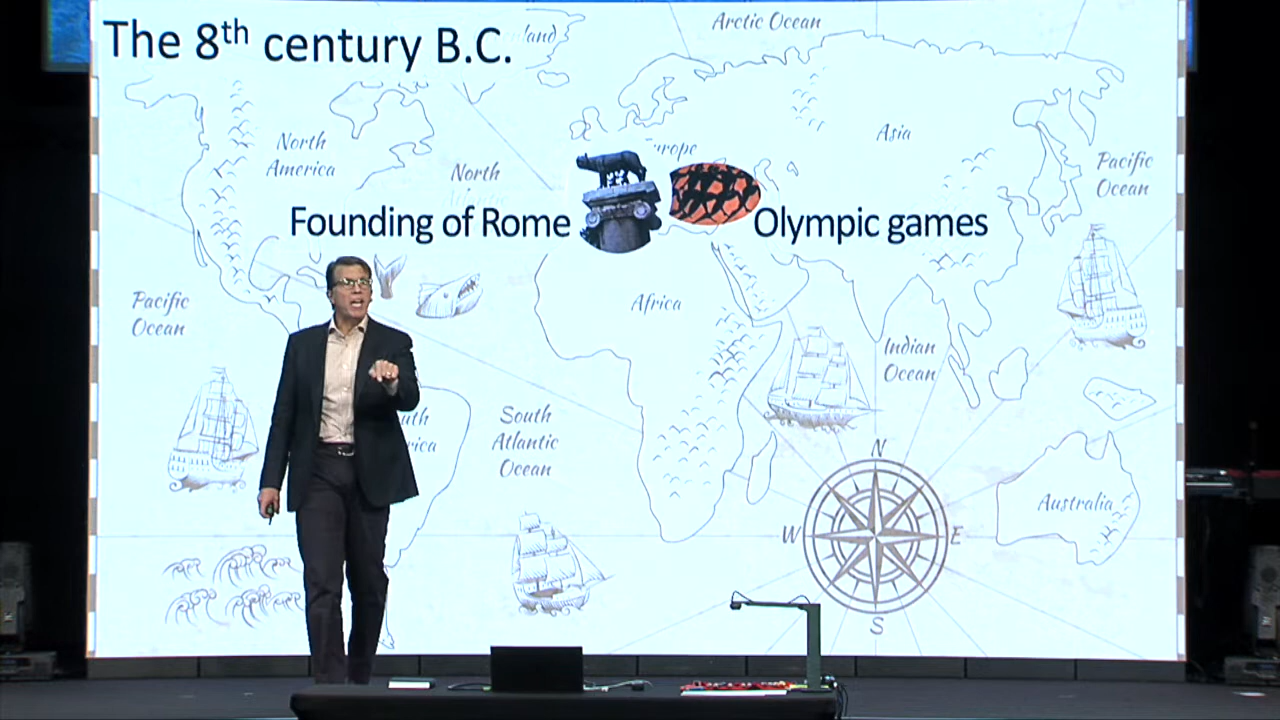 The 8th century B.C.
Arctic Ocean
North
America
North
Asia
Pacific
Ocean
Founding of Rome
Olympic games
Pacific
Ocean
Africa
Indian
Ocean
South
Atlantic
Ocean
N
W
E
S
Australia